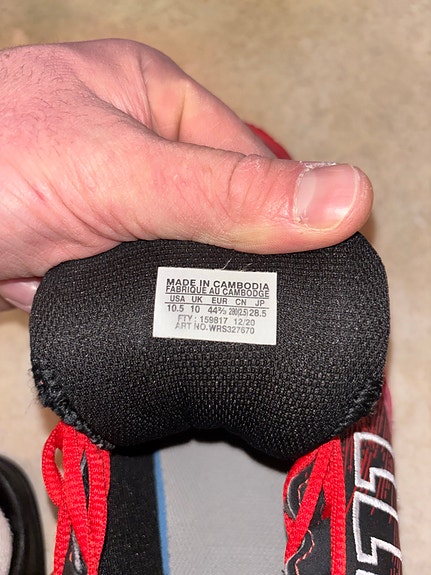 MADE IN CAMBODIA
FABRIQUE AU CAMBODGE
USA UK EUR CN JP
10.5 10 44⅔ 280(2.5) 28.5
FTY : 159817 12/20
ART NO.WRS327670